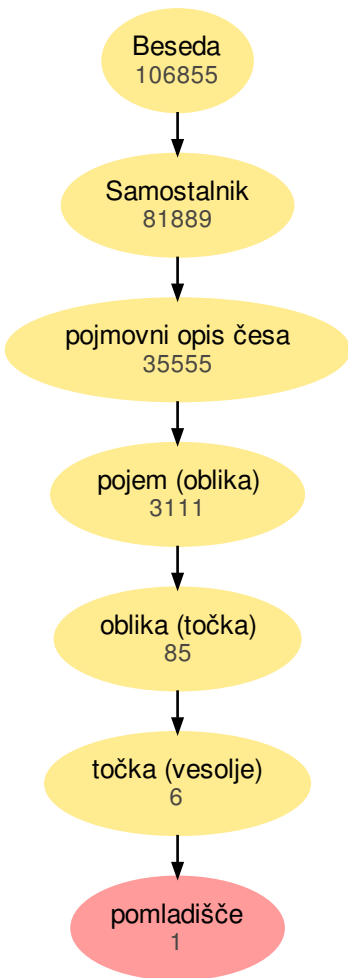 Beseda
106855
Samostalnik
81889
pojmovni opis česa
35555
pojem (oblika)
3111
oblika (točka)
85
točka (vesolje)
6
pomladišče
1